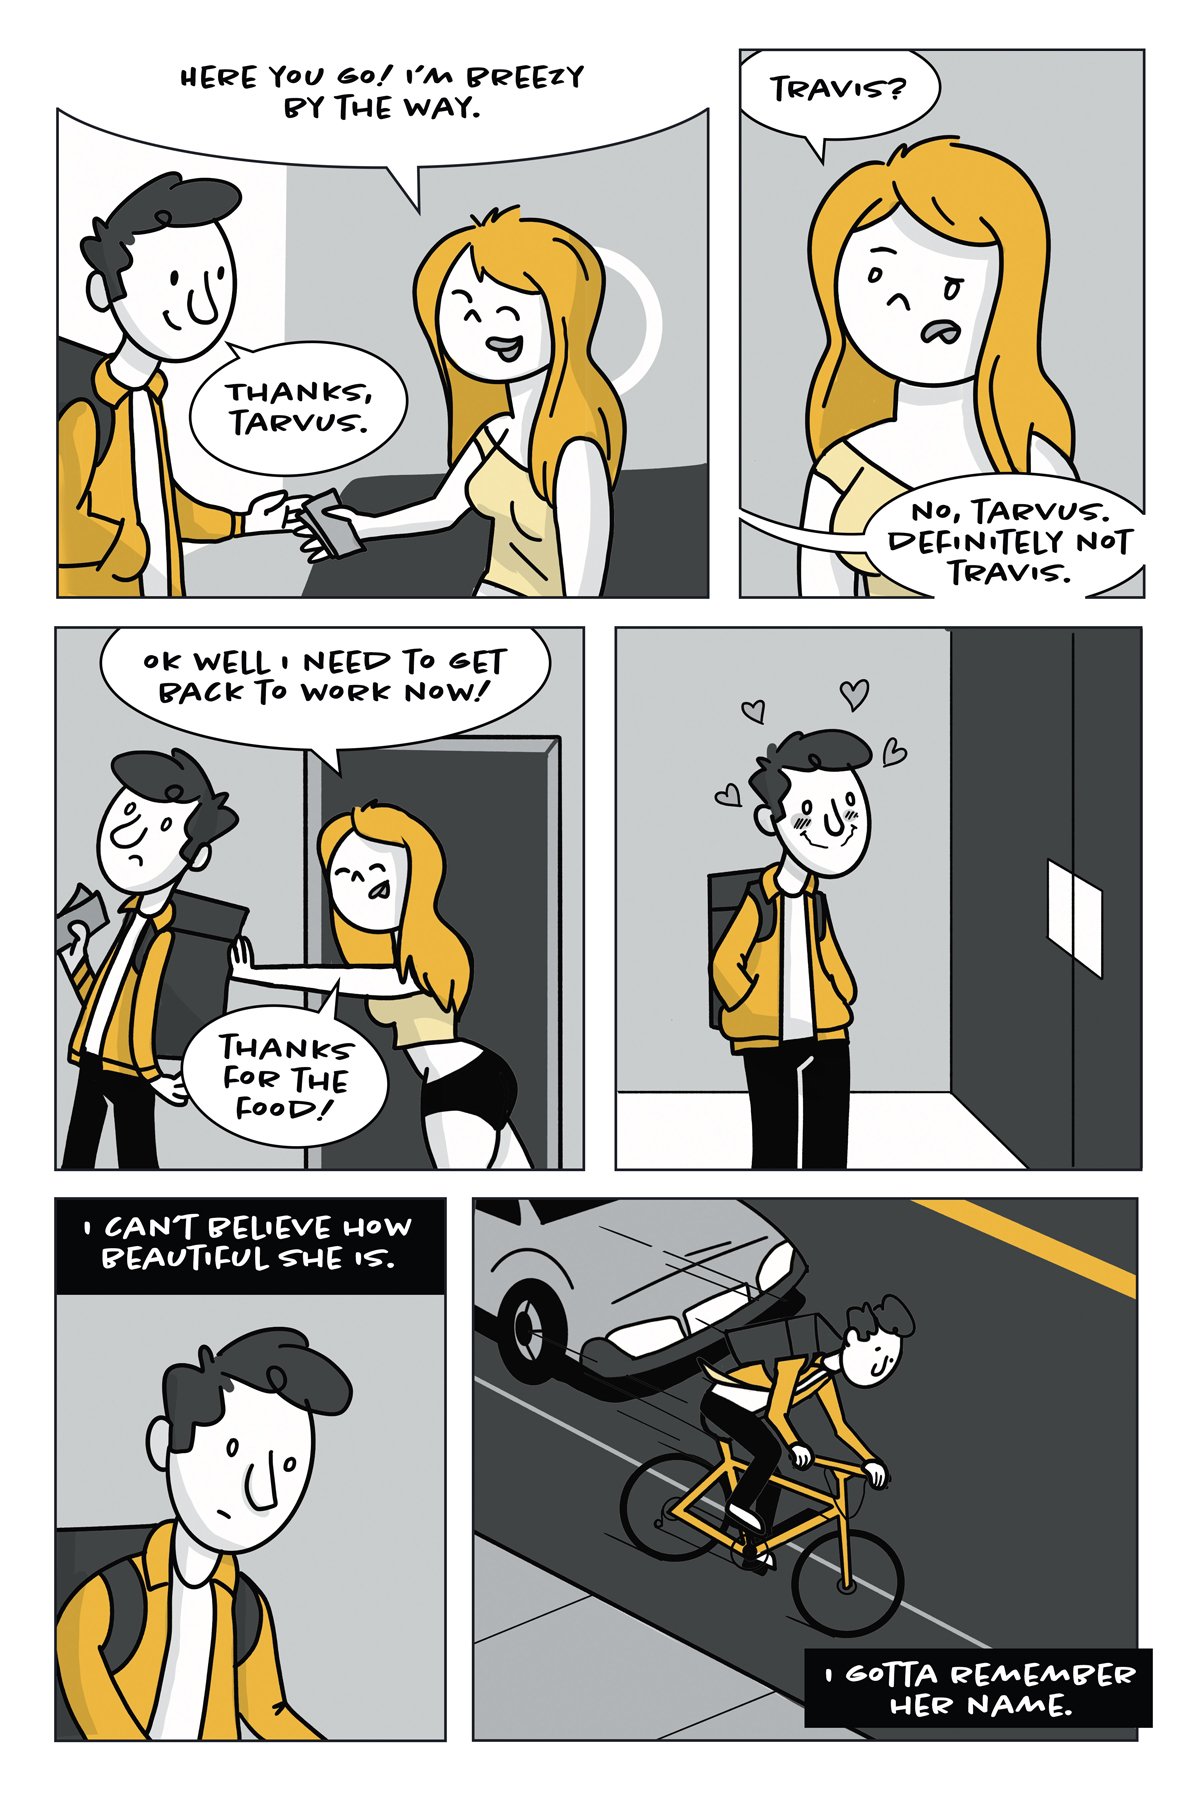 HERE YOU GO! I'M BREEZY
BY THE WAY.
THANKS,
TARVUS.
TRAVIS?
NO, TARVUS.
DEFINITELY NOT
TRAVIS.
OK WELL I NEED TO GET
BACK TO WORK NOW!
THANKS
FOR THE
FOOD!
I CAN'T BELIEVE HOW
BEAUTIFUL SHE IS.
I GOTTA REMEMBER
HER NAME.